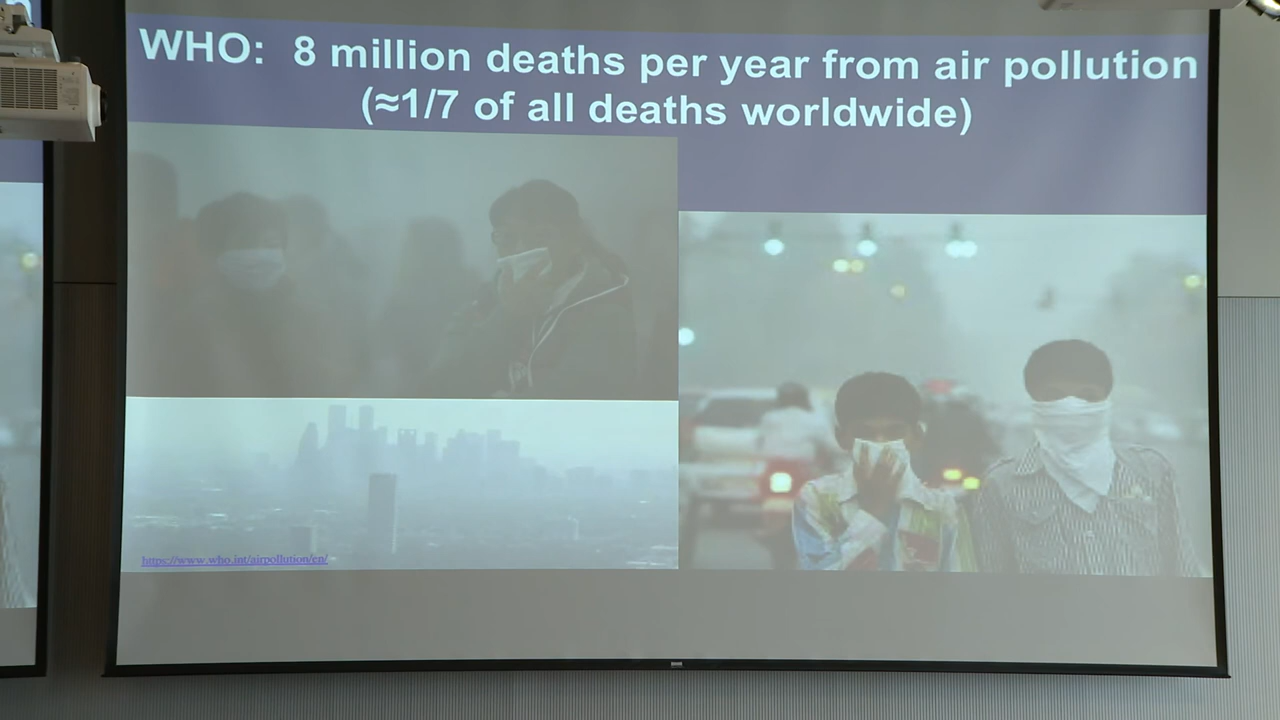 WHO: 8 million deaths per year from air pollution
(≈1/7 of all deaths worldwide)
https://www.who.int/airpollution/en/